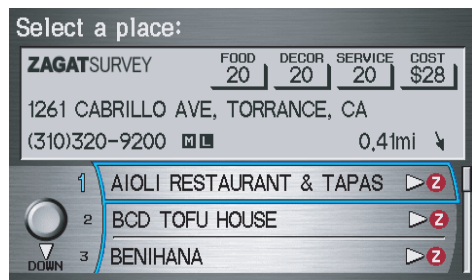 Select a place:
ZAGATSURVEY FOOD 20 DECOR 20 SERVICE 20 COST $28
1261 CABRILLO AVE, TORRANCE, CA
(310)320-9200 M L 0.41mi
1 AIOLI RESTAURANT & TAPAS Z
2 BCD TOFU HOUSE Z
DOWN 3 BENIHANA Z